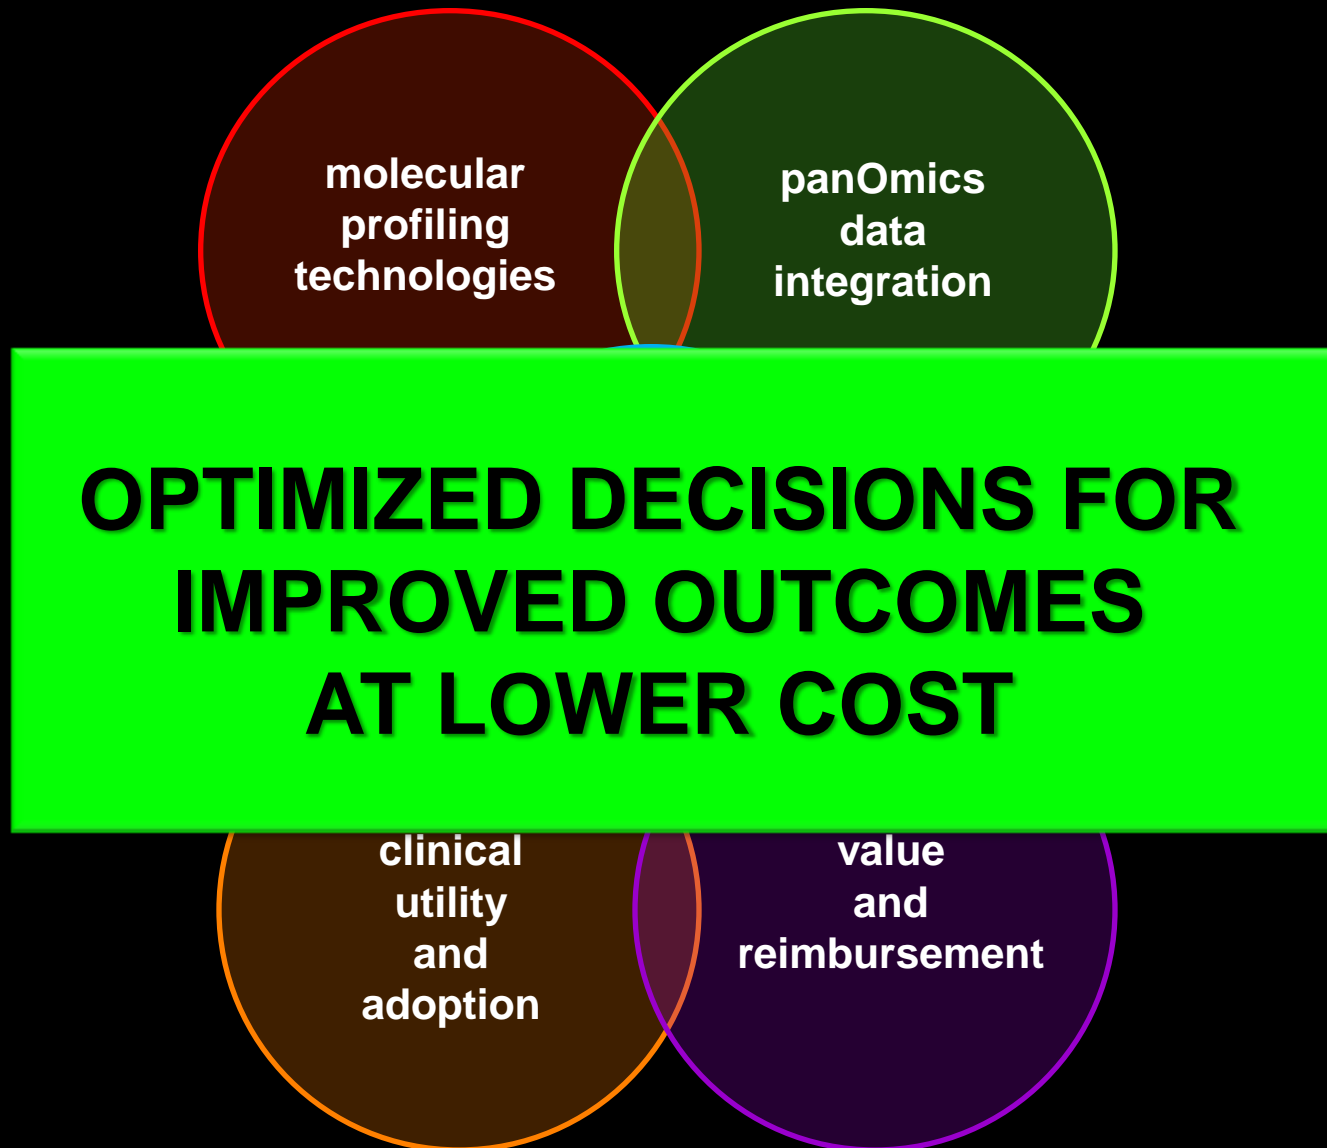 molecular
profiling
technologies
panOmics
data
integration
OPTIMIZED DECISIONS FOR
IMPROVED OUTCOMES
AT LOWER COST
clinical
utility
and
adoption
value
and
reimbursement